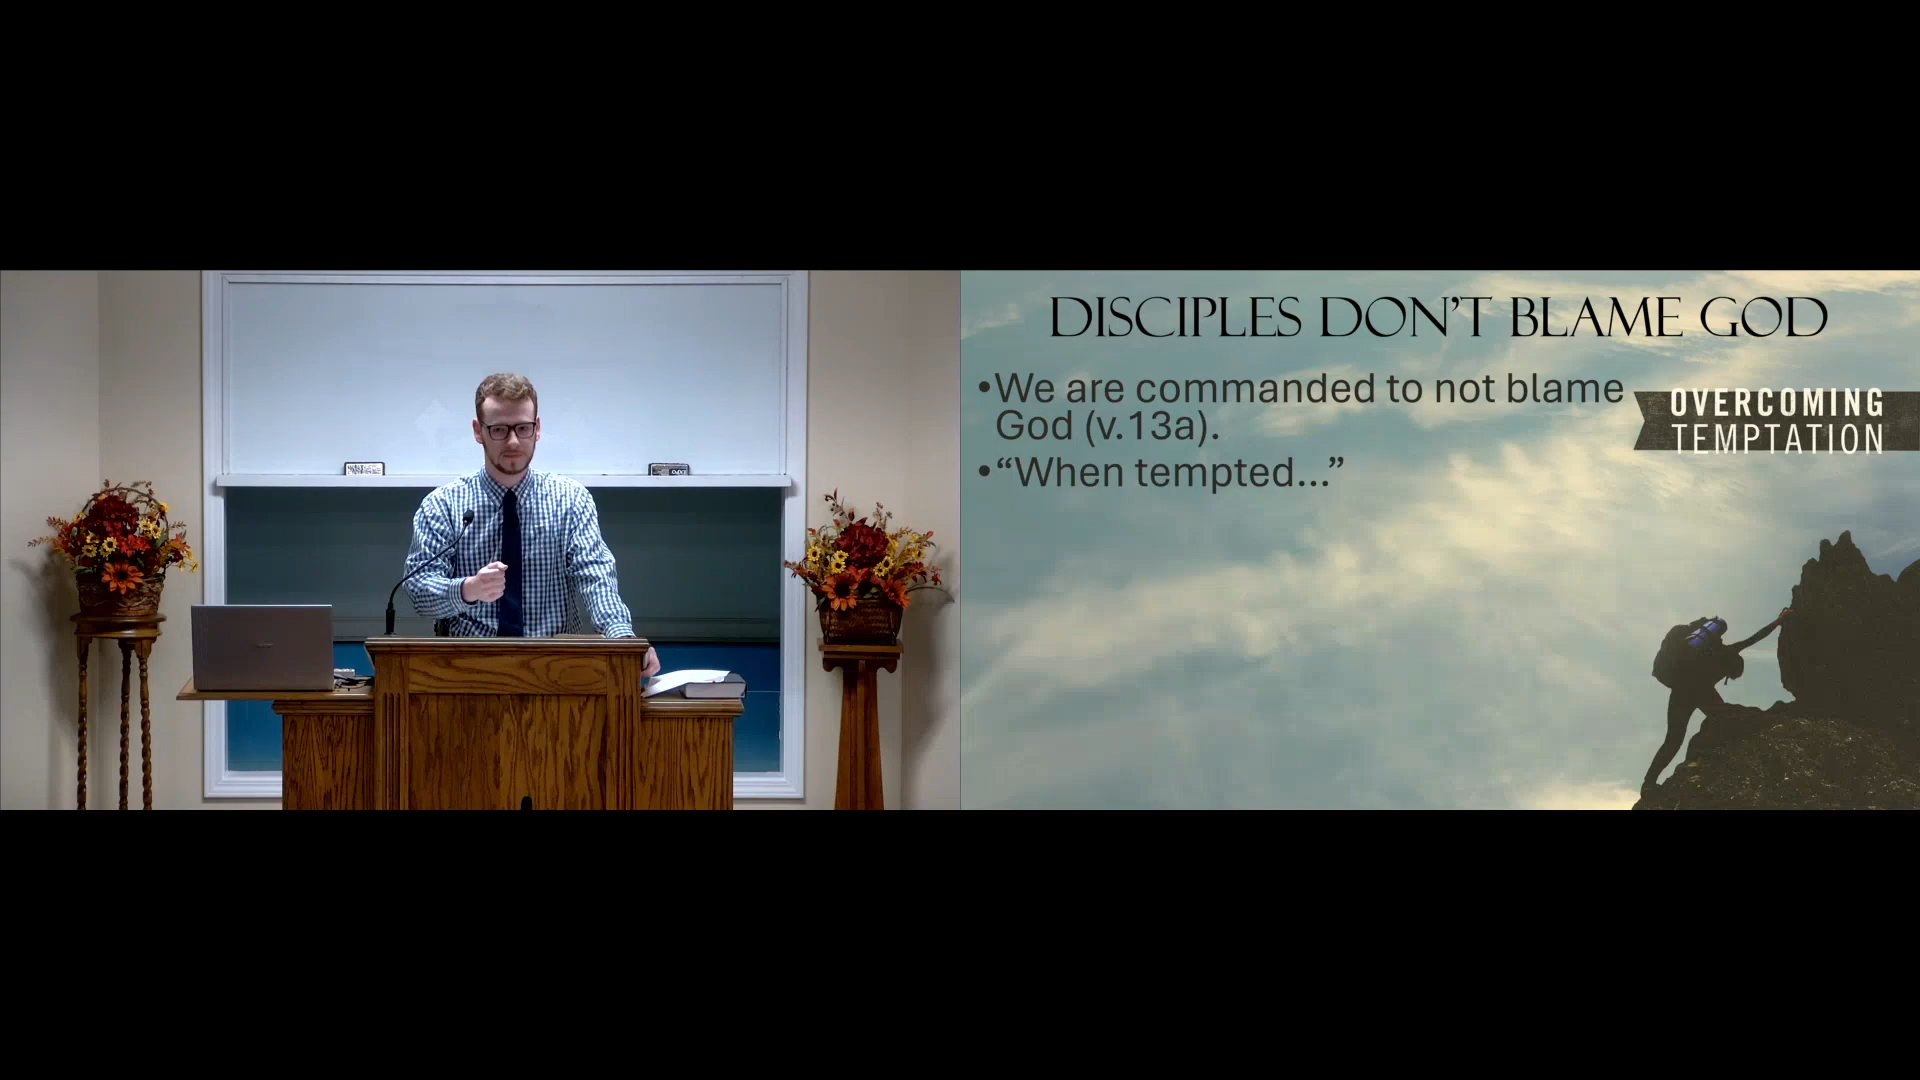 DISCIPLES DON'T BLAME GOD
•We are commanded to not blame
God (v.13a).
•“When tempted...”
OVERCOMING
TEMPTATION